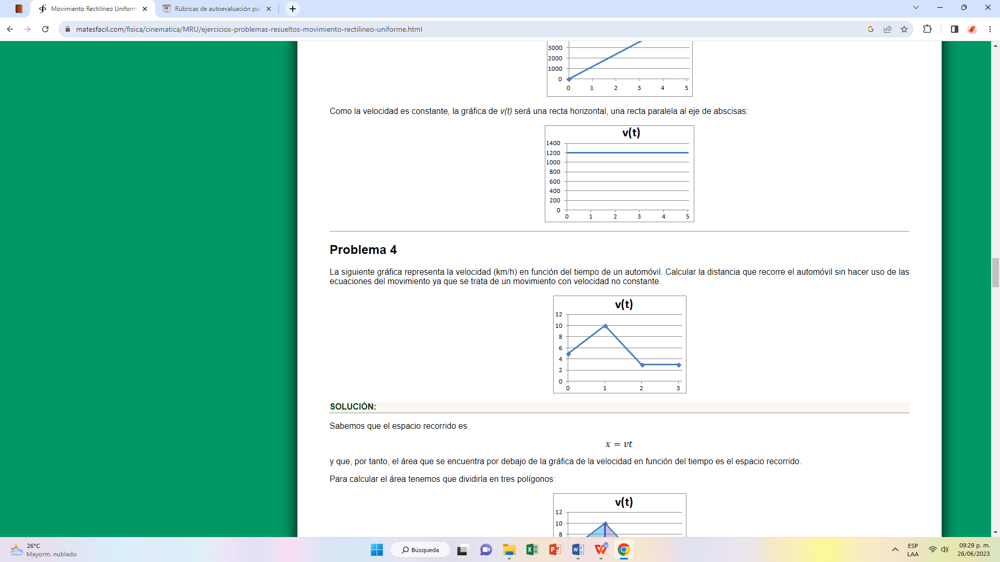 Movimiento Rectilíneo Uniform
Rúbricas de autoevaluación par
matesfacil.com/fisica/cinematica/MRU/ejercicios-problemas-resueltos-movimiento-rectilineo-uniforme.html
3000
2000
1000
0
0 1 2 3 4 5
Como la velocidad es constante, la gráfica de v(t) será una recta horizontal, una recta paralela al eje de abscisas:
v(t)
1400
1200
1000
800
600
400
200
0
0 1 2 3 4 5
Problema 4
La siguiente gráfica representa la velocidad (km/h) en función del tiempo de un automóvil. Calcular la distancia que recorre el automóvil sin hacer uso de las
ecuaciones del movimiento ya que se trata de un movimiento con velocidad no constante.
v(t)
12
10
8
6
4
2
0
0 1 2 3
SOLUCIÓN:
Sabemos que el espacio recorrido es
x = vt
y que, por tanto, el área que se encuentra por debajo de la gráfica de la velocidad en función del tiempo es el espacio recorrido.
Para calcular el área tenemos que dividirla en tres polígonos:
v(t)
12
10
8
26°C
Mayorm. nublado
Búsqueda
ESP
LAA
09:29 p. m.
26/06/2023